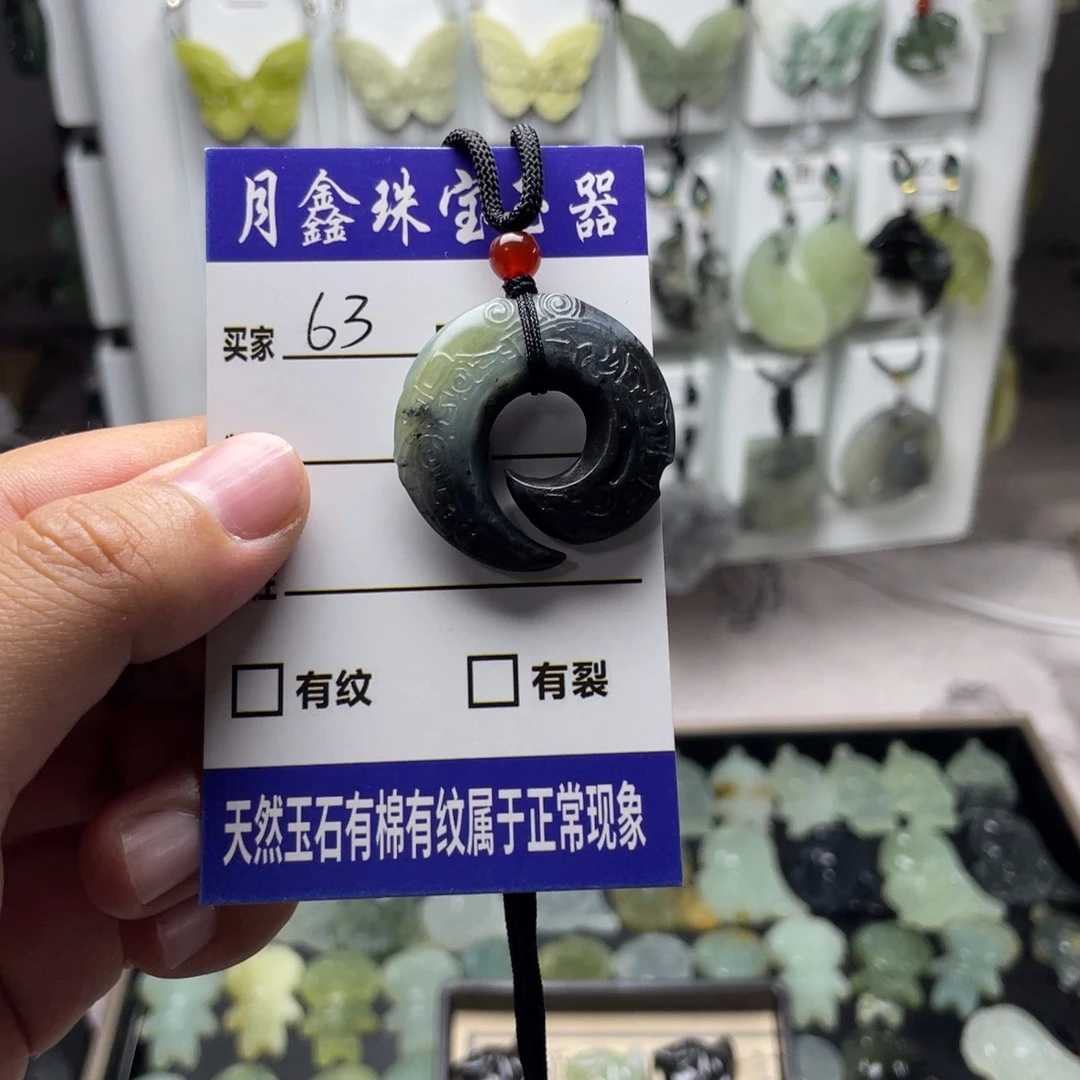 月鑫珠宝 器
买家 63
有纹 有裂
天然玉石有棉有纹属于正常现象